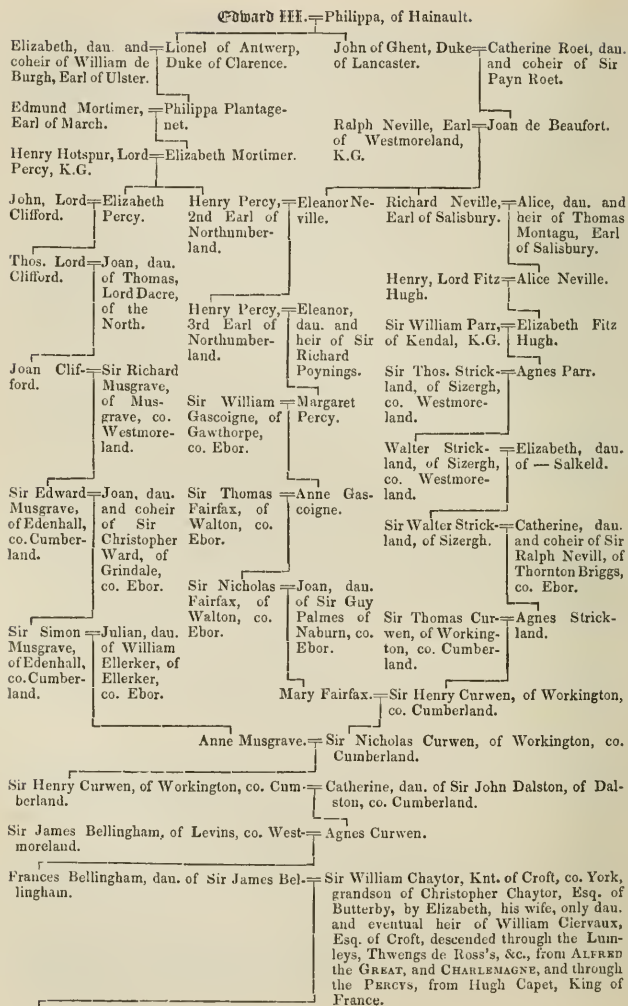 Edward III.=Philippa, of Hainault.
Elizabeth, dau. and
coheir of William de
Burgh, Earl of Ulster.
=Lionel of Antwerp,
Duke of Clarence.
John of Ghent, Duke
of Lancaster.
=Catherine Roet, dau.
and coheir of Sir
Payn Roet.
Edmund Mortimer,
Earl of March.
=Philippa Plantage-
net.
Ralph Neville, Earl
of Westmoreland,
K.G.
=Joan de Beaufort.
Henry Hotspur, Lord
Percy, K.G.
=Elizabeth Mortimer.
John, Lord
Clifford.
=Elizabeth
Percy.
Henry Percy,
2nd Earl of
Northumber-
land.
=Eleanor Ne-
ville.
Richard Neville,
Earl of Salisbury.
=Alice, dau. and
heir of Thomas
Montagu, Earl
of Salisbury.
Thos. Lord
Clifford.
=Joan, dau.
of Thomas,
Lord Dacre,
of the
North.
Henry, Lord Fitz
Hugh.
=Alice Neville.
Henry Percy,
3rd Earl of
Northumber-
land.
=Eleanor,
dau. and
heir of Sir
Richard
Poynings.
Sir William Parr,
of Kendal, K.G.
=Elizabeth Fitz
Hugh.
Joan Clif-
ford.
=Sir Richard
Musgrave,
of Mus-
grave, co.
Westmore-
land.
Sir William
Gascoigne, of
Gawthorpe,
co. Ebor.
=Margaret
Percy.
Sir Thos. Strick-
land, of Sizergh,
co. Westmore-
land.
=Agnes Parr.
Walter Strick-
land, of Sizergh,
co. Westmore-
land.
=Elizabeth, dau.
of — Salkeld.
Sir Edward
Musgrave,
of Edenhall,
co. Cumber-
land.
=Joan, dau.
and coheir
of Sir
Christopher
Ward, of
Grindale,
co. Ebor.
Sir Thomas
Fairfax, of
Walton, co.
Ebor.
=Anne Gas-
coigne.
Sir Walter Strick-
land, of Sizergh.
=Catherine, dau.
and coheir of Sir
Ralph Nevill, of
Thornton Briggs,
co. Ebor.
Sir Nicholas
Fairfax, of
Walton, co.
Ebor.
=Joan, dau.
of Sir Guy
Palmes of
Naburn, co.
Ebor.
Sir Simon
Musgrave,
of Edenhall,
co. Cumber-
land.
=Julian, dau.
of William
Ellerker, of
Ellerker,
co. Ebor.
Sir Thomas Cur-
wen, of Working-
ton, co. Cumber-
land.
=Agnes Strick-
land.
Mary Fairfax.=Sir Henry Curwen, of Workington,
co. Cumberland.
Anne Musgrave.=Sir Nicholas Curwen, of Workington, co.
Cumberland.
Sir Henry Curwen, of Workington, co. Cum-
berland.
=Catherine, dau. of Sir John Dalston, of Dal-
ston, co. Cumberland.
Sir James Bellingham, of Levins, co. West-
moreland.
=Agnes Curwen.
Frances Bellingham, dau. of Sir James Bel-
lingham.
=Sir William Chaytor, Knt. of Croft, co. York,
grandson of Christopher Chaytor, Esq. of
Butterby, by Elizabeth, his wife, only dau.
and eventual heir of William Clervaux,
Esq. of Croft, descended through the Lum-
leys, Thwengs de Ross's, &c., from ALFRED
the GREAT, and CHARLEMAGNE, and through
the PERCYS, from Hugh Capet, King of
France.